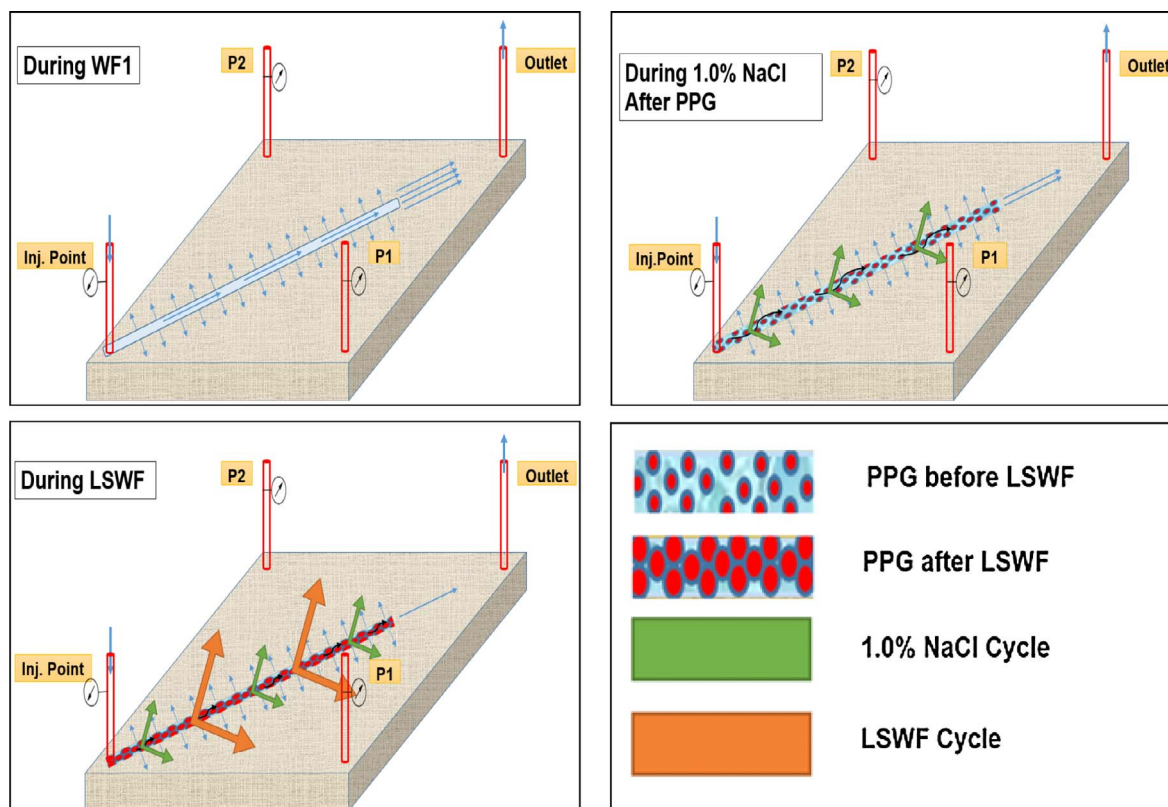 During WF1
P2
Outlet
Inj. Point
P1
During 1.0% NaCl
After PPG
P2
Outlet
Inj.Point
P1
During LSWF
P2
Outlet
Inj. Point
P1
PPG before LSWF
PPG after LSWF
1.0% NaCl Cycle
LSWF Cycle